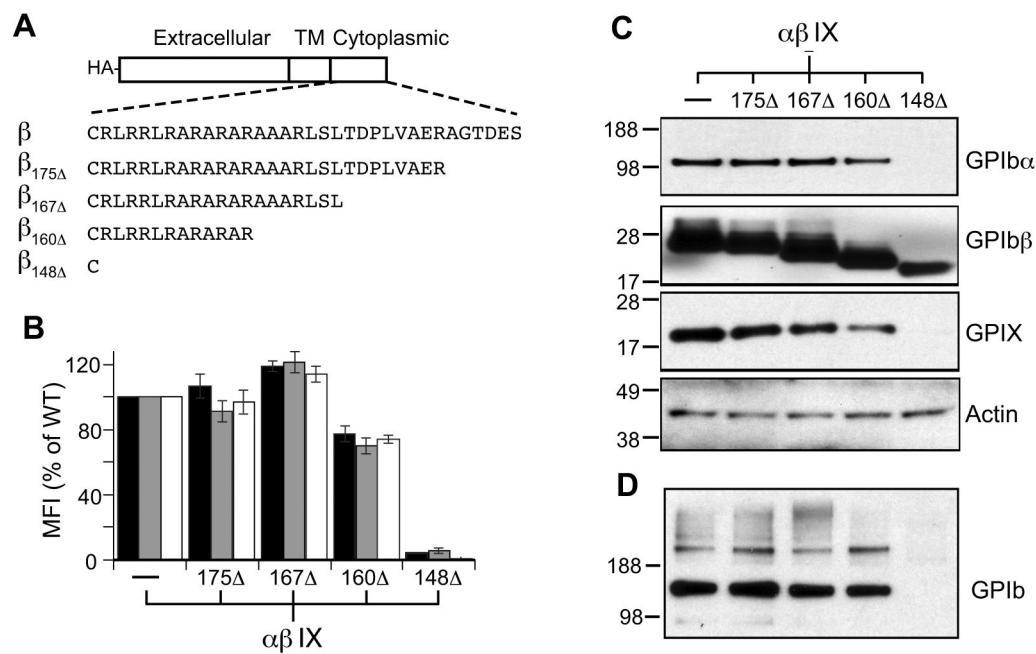 A
Extracellular TM Cytoplasmic
HA
β CRLRRLRARARARAAARLSLTDPLVAERAGTDES
β175Δ CRLRRLRARARARAAARLSLTDPLVAER
β167Δ CRLRRLRARARARAAARLSL
β160Δ CRLRRLRARARAR
β148Δ C
B
MFI (% of WT)
120
80
40
0
— 175Δ 167Δ 160Δ 148Δ
αβ IX
C
αβ IX
— 175Δ 167Δ 160Δ 148Δ
188
98
GPIbα
28
17
GPIbβ
28
17
GPIX
49
38
Actin
D
188
98
GPIb